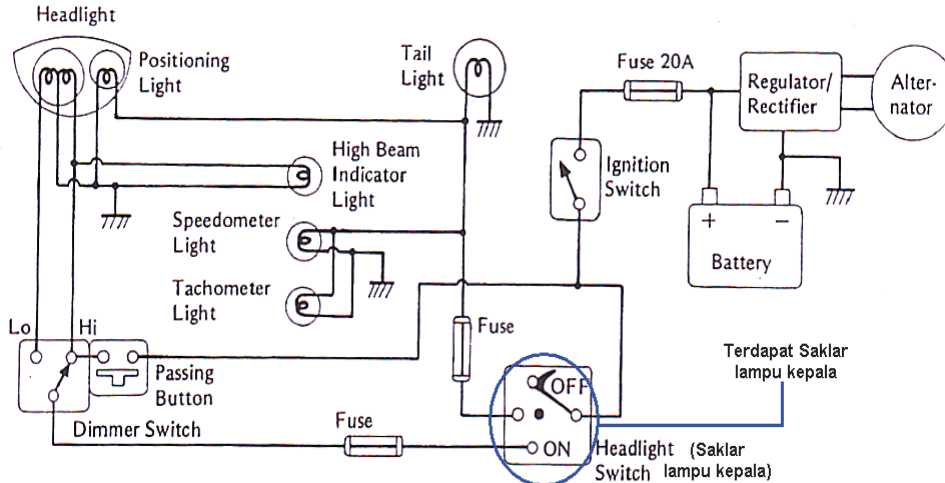 Headlight
Positioning
Light
Tail
Light
Fuse 20A
Regulator/
Rectifier
Alter-
nator
High Beam
Indicator
Light
Ignition
Switch
+ −
Battery
Speedometer
Light
Tachometer
Light
Lo
Hi
Passing
Button
Dimmer Switch
Fuse
Fuse
OFF
ON
Headlight
Switch
(Saklar
lampu kepala)
Terdapat Saklar
lampu kepala